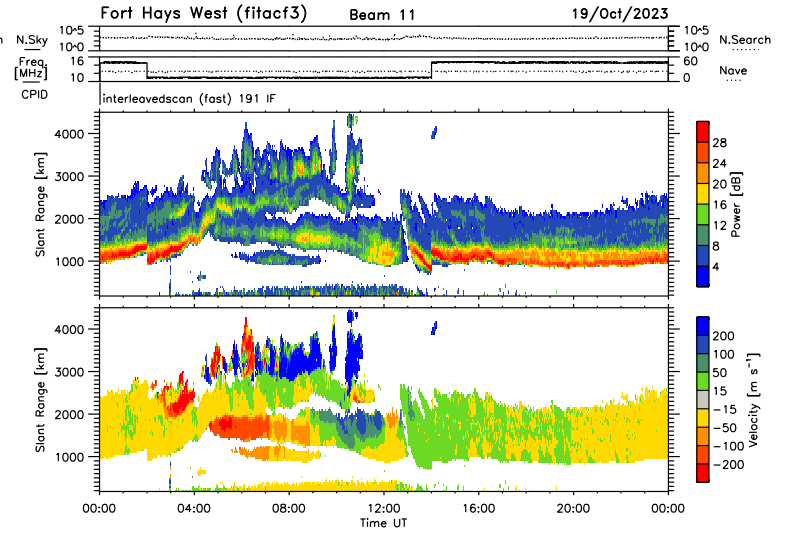 Fort Hays West (fitacf3) Beam 11 19/Oct/2023
N.Sky 10^5 10^0 10^5 10^0 N.Search
Freq. [MHz] 16 10 60 0 Nave
CPID interleavedscan (fast) 191 IF
Slant Range [km] 4000 3000 2000 1000
Power [dB] 28 24 20 16 12 8 4
Slant Range [km] 4000 3000 2000 1000
Velocity [m s⁻¹] 200 100 50 15 −15 −50 −100 −200
00:00 04:00 08:00 12:00 16:00 20:00 00:00
Time UT